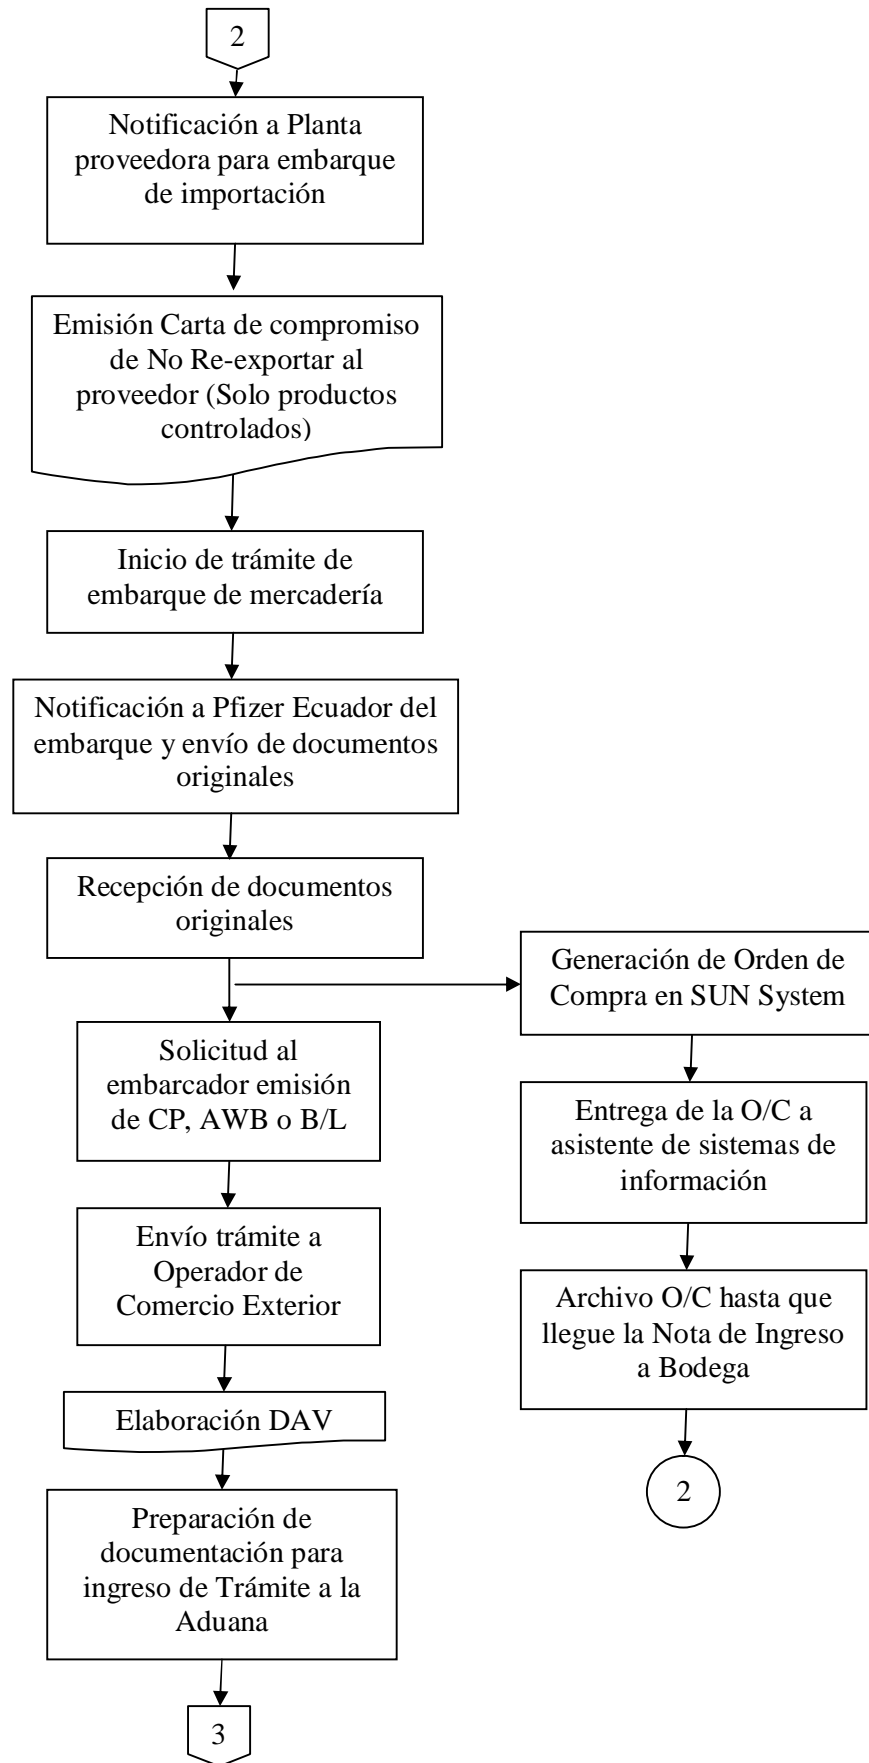 2
Notificación a Planta
proveedora para embarque
de importación
Emisión Carta de compromiso
de No Re-exportar al
proveedor (Solo productos
controlados)
Inicio de trámite de
embarque de mercadería
Notificación a Pfizer Ecuador del
embarque y envío de documentos
originales
Recepción de documentos
originales
Solicitud al
embarcador emisión
de CP, AWB o B/L
Envío trámite a
Operador de
Comercio Exterior
Elaboración DAV
Preparación de
documentación para
ingreso de Trámite a la
Aduana
3
Generación de Orden de
Compra en SUN System
Entrega de la O/C a
asistente de sistemas de
información
Archivo O/C hasta que
llegue la Nota de Ingreso
a Bodega
2